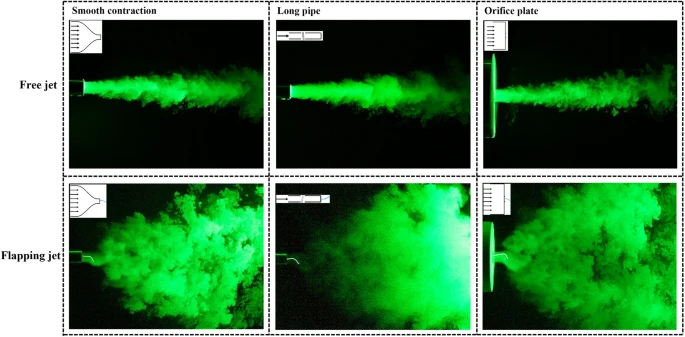 Smooth contraction
Long pipe
Orifice plate
Free jet
Flapping jet